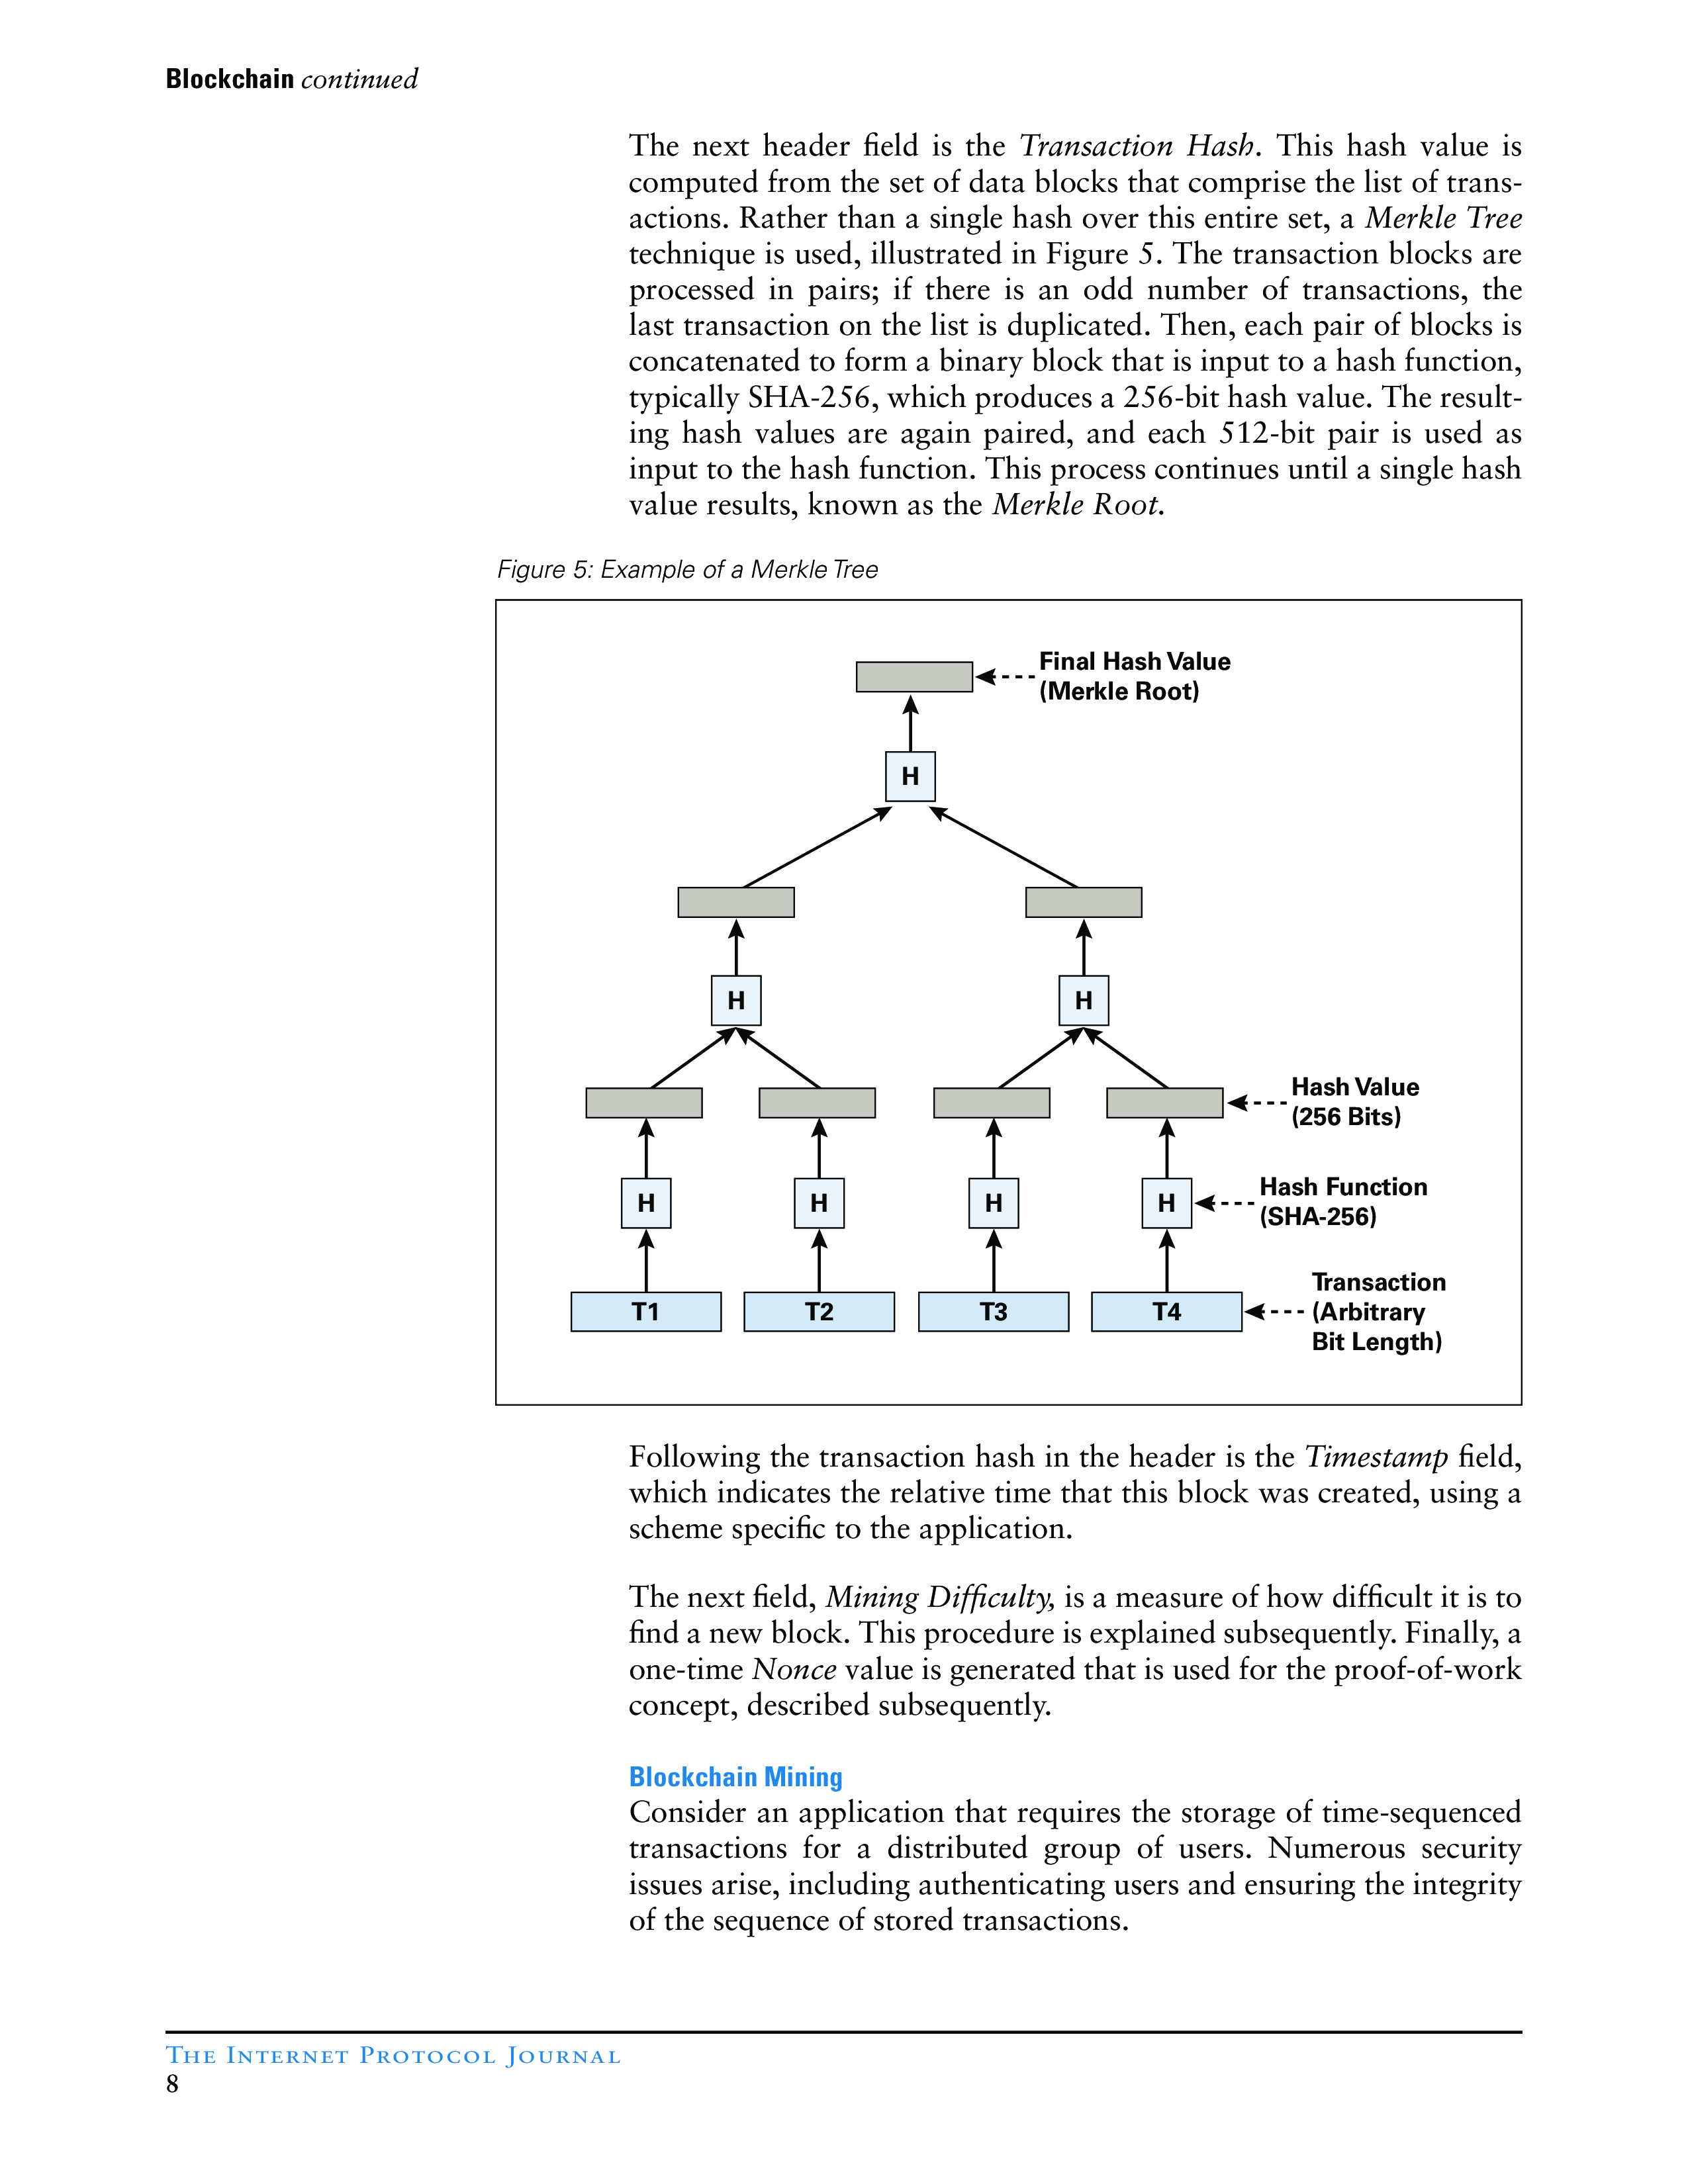 Blockchain continued
The next header field is the Transaction Hash. This hash value is
computed from the set of data blocks that comprise the list of trans-
actions. Rather than a single hash over this entire set, a Merkle Tree
technique is used, illustrated in Figure 5. The transaction blocks are
processed in pairs; if there is an odd number of transactions, the
last transaction on the list is duplicated. Then, each pair of blocks is
concatenated to form a binary block that is input to a hash function,
typically SHA-256, which produces a 256-bit hash value. The result-
ing hash values are again paired, and each 512-bit pair is used as
input to the hash function. This process continues until a single hash
value results, known as the Merkle Root.
Figure 5: Example of a Merkle Tree
Final Hash Value
(Merkle Root)
H
H H
Hash Value
(256 Bits)
H H H H
Hash Function
(SHA-256)
T1 T2 T3 T4
Transaction
(Arbitrary
Bit Length)
Following the transaction hash in the header is the Timestamp field,
which indicates the relative time that this block was created, using a
scheme specific to the application.
The next field, Mining Difficulty, is a measure of how difficult it is to
find a new block. This procedure is explained subsequently. Finally, a
one-time Nonce value is generated that is used for the proof-of-work
concept, described subsequently.
Blockchain Mining
Consider an application that requires the storage of time-sequenced
transactions for a distributed group of users. Numerous security
issues arise, including authenticating users and ensuring the integrity
of the sequence of stored transactions.
The Internet Protocol Journal
8